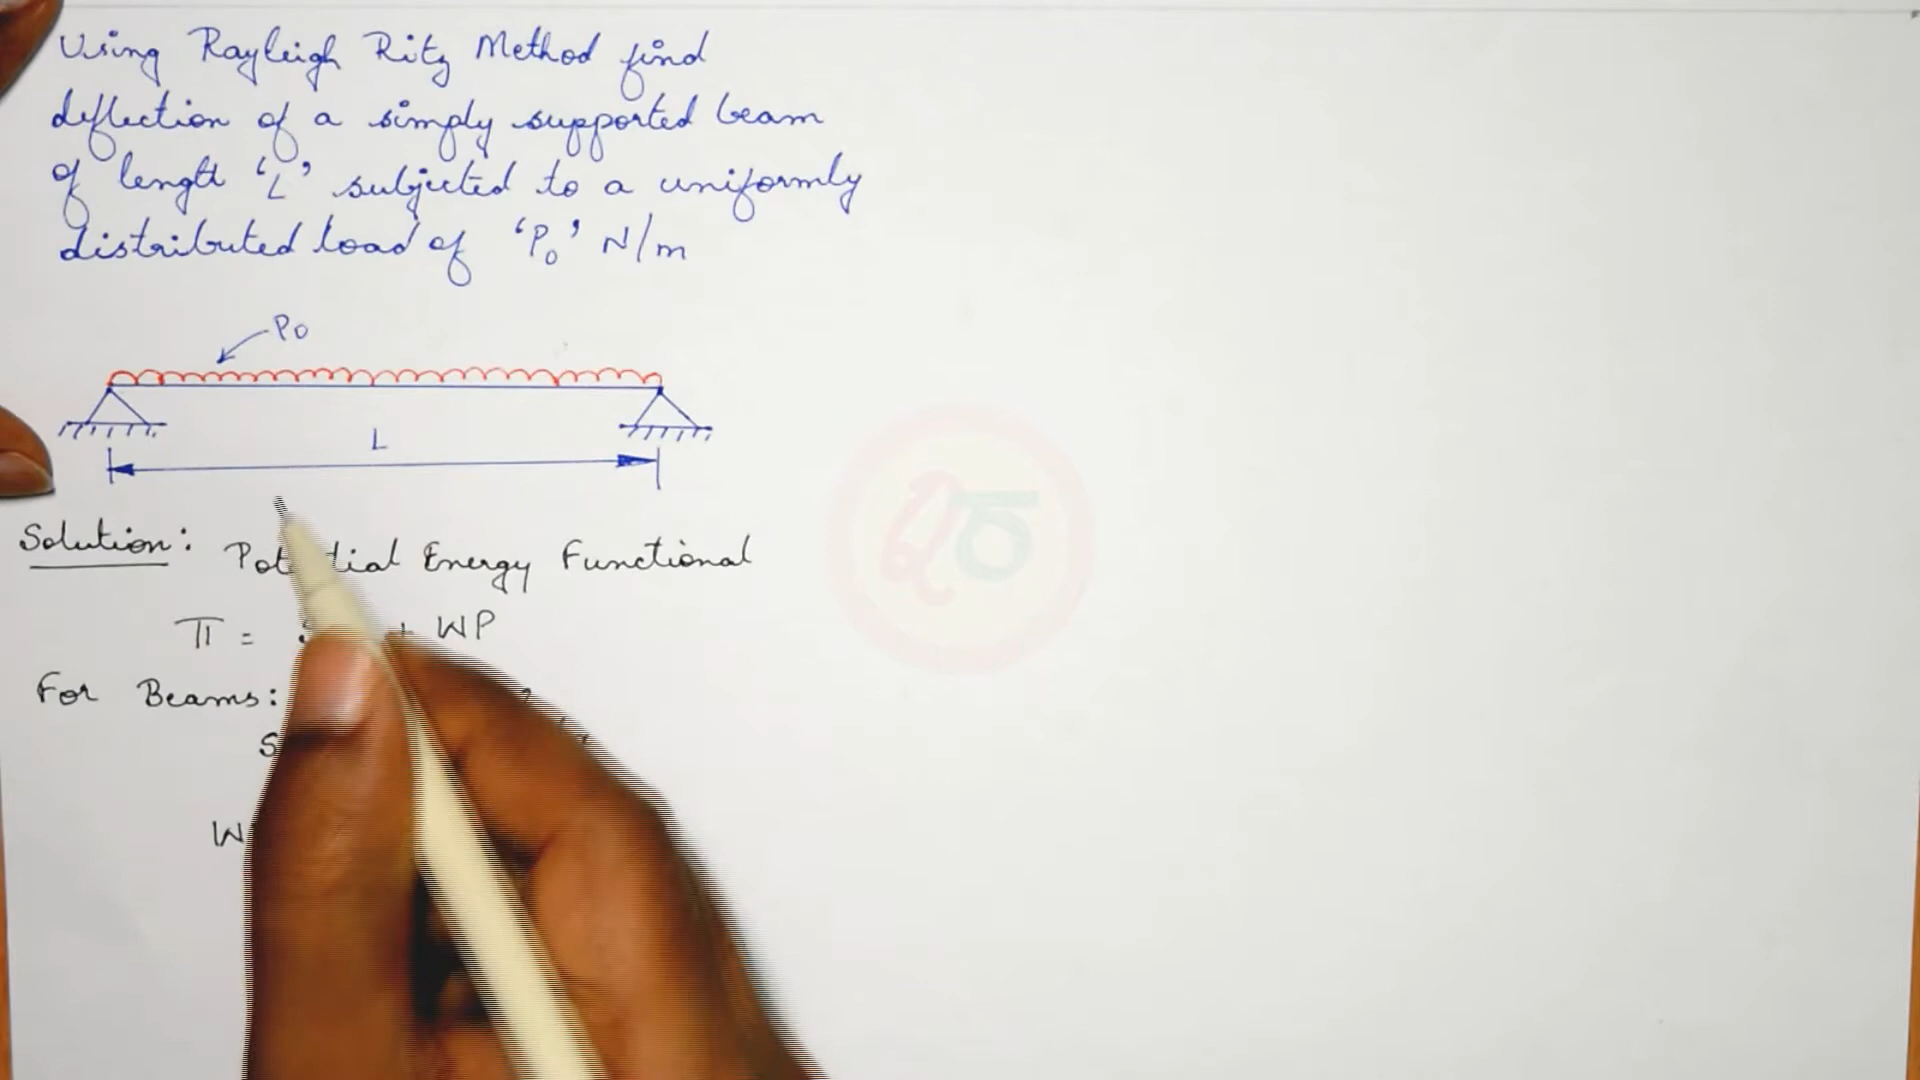 Using Rayleigh Ritz Method find
deflection of a simply supported beam
of length 'L' subjected to a uniformly
distributed load of 'P₀' N/m
P₀
L
Solution: Functional
Energy
π = + WP
For Beams: